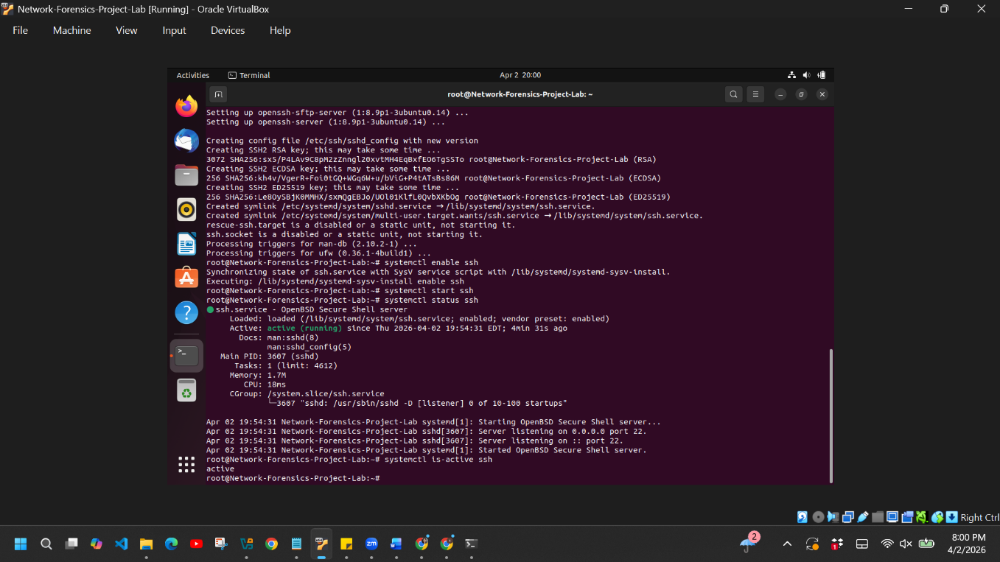 Network-Forensics-Project-Lab [Running] - Oracle VirtualBox
File Machine View Input Devices Help
Activities Terminal Apr 2 20:00
root@Network-Forensics-Project-Lab: ~
Setting up openssh-sftp-server (1:8.9p1-3ubuntu0.14) ...
Setting up openssh-server (1:8.9p1-3ubuntu0.14) ...
Creating config file /etc/ssh/sshd_config with new version
Creating SSH2 RSA key; this may take some time ...
3072 SHA256:sx5/P4LAv9C8pM2zZnngl20xvtMH4EqBxfEO6TgSSTo root@Network-Forensics-Project-Lab (RSA)
Creating SSH2 ECDSA key; this may take some time ...
256 SHA256:kh4v/VgerR+Foi0tGQ+WGq6W+u/bViG+P4tATsBs86M root@Network-Forensics-Project-Lab (ECDSA)
Creating SSH2 ED25519 key; this may take some time ...
256 SHA256:Le8OySBjK0MMHX/sxmQgEBJo/UOl01KlfL0QvbXKbOg root@Network-Forensics-Project-Lab (ED25519)
Created symlink /etc/systemd/system/sshd.service → /lib/systemd/system/ssh.service.
Created symlink /etc/systemd/system/multi-user.target.wants/ssh.service → /lib/systemd/system/ssh.service.
rescue-ssh.target is a disabled or a static unit, not starting it.
ssh.socket is a disabled or a static unit, not starting it.
Processing triggers for man-db (2.10.2-1) ...
Processing triggers for ufw (0.36.1-4build1) ...
root@Network-Forensics-Project-Lab:~# systemctl enable ssh
Synchronizing state of ssh.service with SysV service script with /lib/systemd/systemd-sysv-install.
Executing: /lib/systemd/systemd-sysv-install enable ssh
root@Network-Forensics-Project-Lab:~# systemctl start ssh
root@Network-Forensics-Project-Lab:~# systemctl status ssh
● ssh.service - OpenBSD Secure Shell server
Loaded: loaded (/lib/systemd/system/ssh.service; enabled; vendor preset: enabled)
Active: active (running) since Thu 2026-04-02 19:54:31 EDT; 4min 31s ago
Docs: man:sshd(8)
man:sshd_config(5)
Main PID: 3607 (sshd)
Tasks: 1 (limit: 4612)
Memory: 1.7M
CPU: 18ms
CGroup: /system.slice/ssh.service
└─3607 "sshd: /usr/sbin/sshd -D [listener] 0 of 10-100 startups"
Apr 02 19:54:31 Network-Forensics-Project-Lab systemd[1]: Starting OpenBSD Secure Shell server...
Apr 02 19:54:31 Network-Forensics-Project-Lab sshd[3607]: Server listening on 0.0.0.0 port 22.
Apr 02 19:54:31 Network-Forensics-Project-Lab sshd[3607]: Server listening on :: port 22.
Apr 02 19:54:31 Network-Forensics-Project-Lab systemd[1]: Started OpenBSD Secure Shell server.
root@Network-Forensics-Project-Lab:~# systemctl is-active ssh
active
root@Network-Forensics-Project-Lab:~#
Right Ctrl
zm
2
1
8:00 PM
4/2/2026